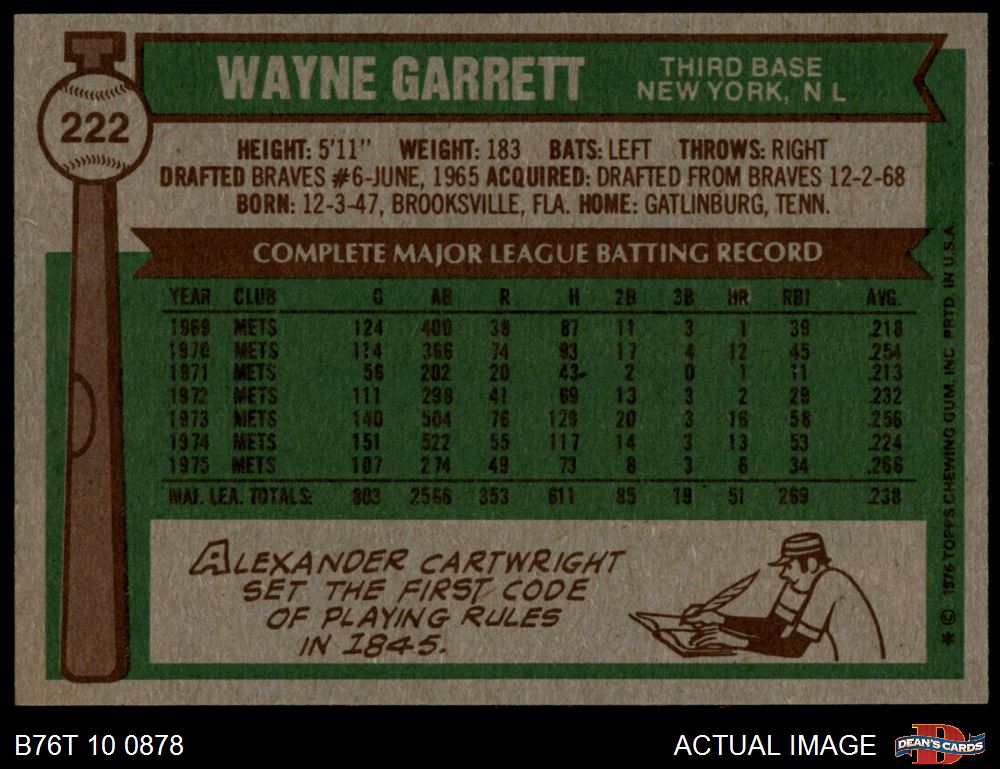 WAYNE GARRETT THIRD BASE
NEW YORK, N L
222
HEIGHT: 5'11" WEIGHT: 183 BATS: LEFT THROWS: RIGHT
DRAFTED BRAVES #6-JUNE, 1965 ACQUIRED: DRAFTED FROM BRAVES 12-2-68
BORN: 12-3-47, BROOKSVILLE, FLA. HOME: GATLINBURG, TENN.
COMPLETE MAJOR LEAGUE BATTING RECORD
YEAR CLUB G AB R H 2B 3B HR RBI AVG.
1969 METS 124 400 38 87 11 3 1 39 .218
1970 METS 114 366 74 93 17 4 12 45 .254
1971 METS 56 202 20 43 2 0 1 11 .213
1972 METS 111 298 41 69 13 3 2 29 .232
1973 METS 140 504 76 129 20 3 16 58 .256
1974 METS 151 522 55 117 14 3 13 53 .224
1975 METS 107 274 49 73 8 3 6 34 .266
MAJ. LEA. TOTALS: 803 2566 353 611 85 19 51 269 .238
ALEXANDER CARTWRIGHT
SET THE FIRST CODE
OF PLAYING RULES
IN 1845.
* © 1976 TOPPS CHEWING GUM, INC. PRTD. IN U.S.A.
B76T 10 0878 ACTUAL IMAGE
D
DEAN'S CARDS